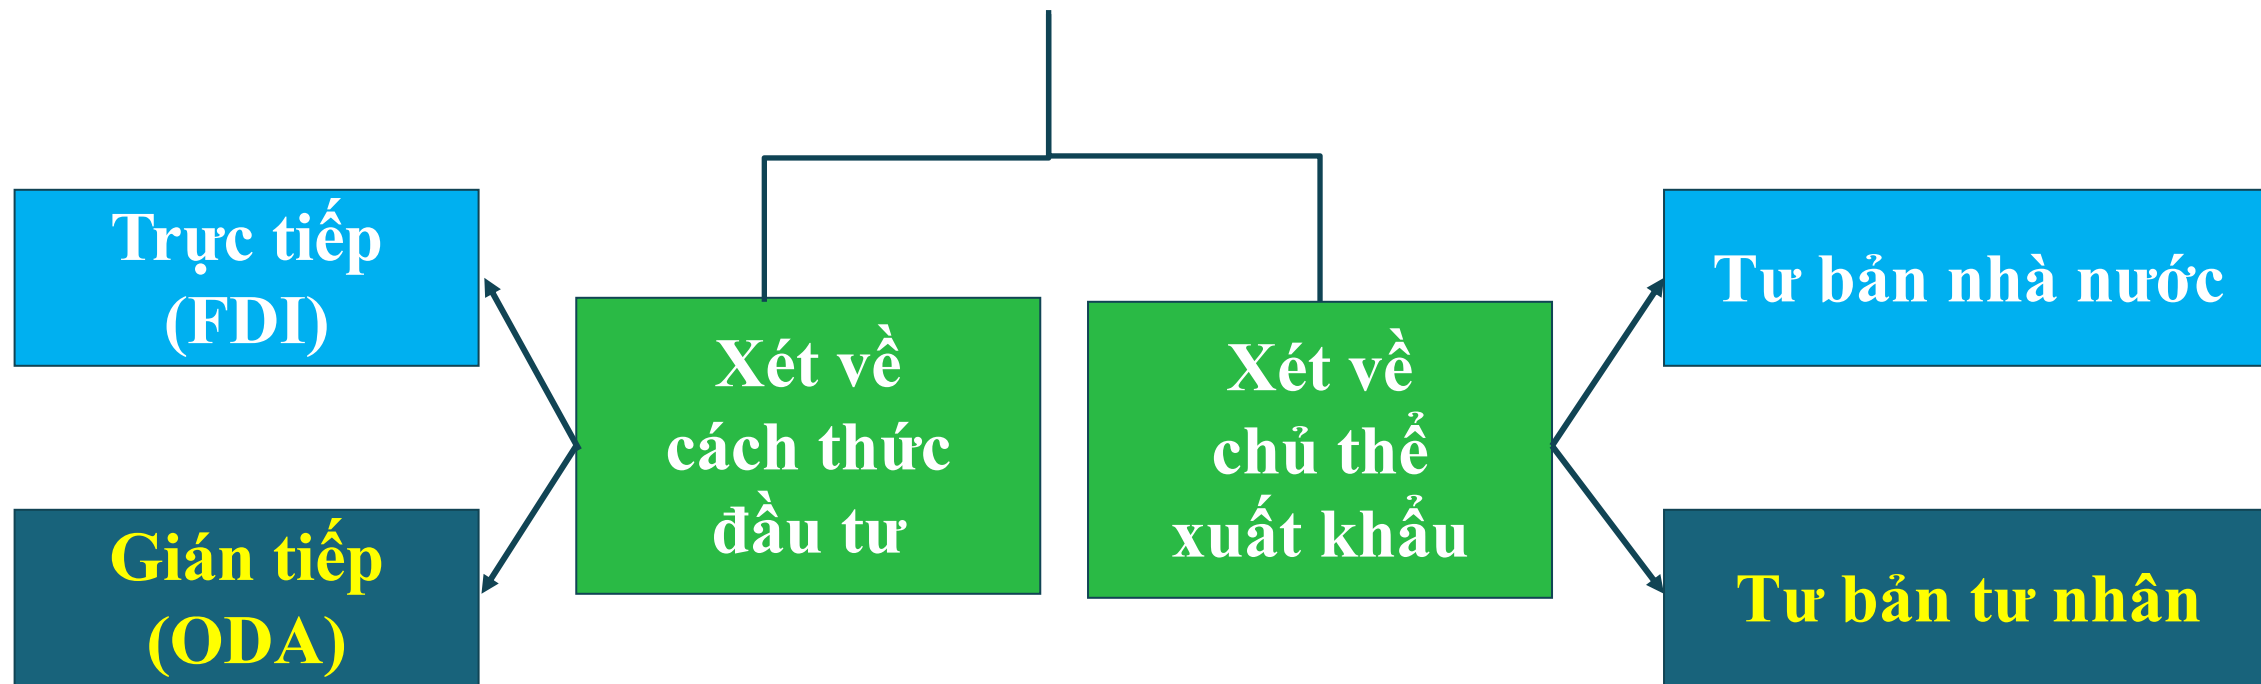 Trực tiếp
(FDI)
Gián tiếp
(ODA)
Xét về
cách thức
đầu tư
Xét về
chủ thể
xuất khẩu
Tư bản nhà nước
Tư bản tư nhân